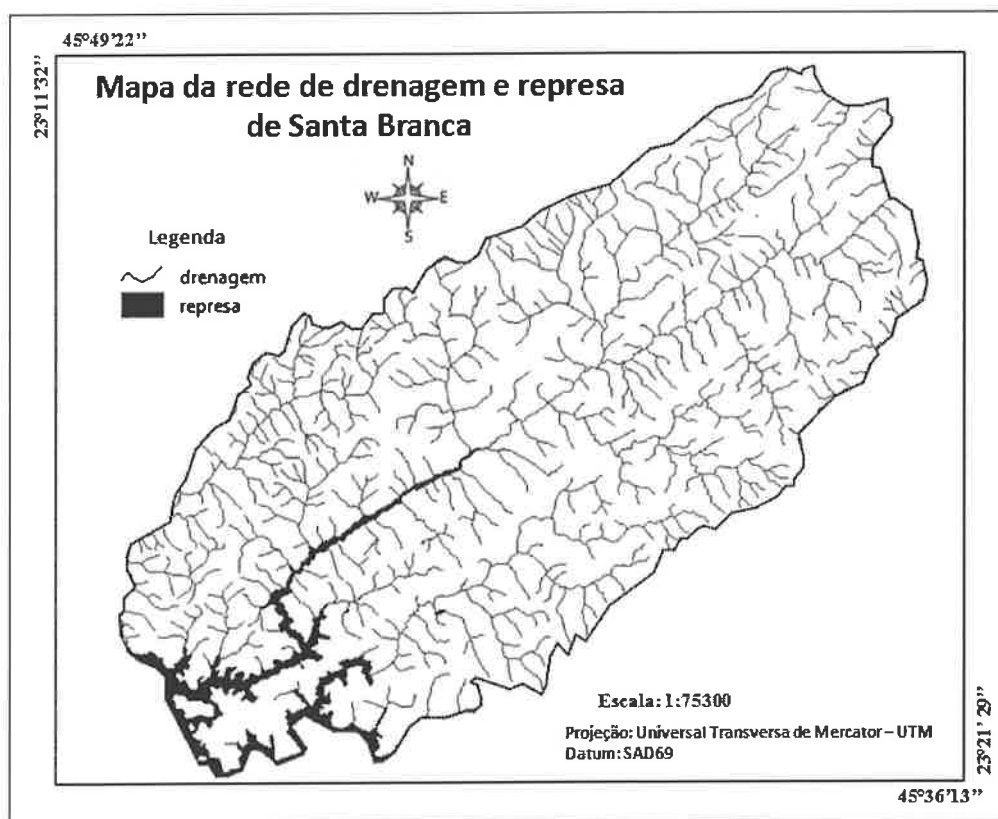 45°49'22”
23°11'32”
Mapa da rede de drenagem e represa
de Santa Branca
N
W E
S
Legenda
drenagem
represa
Escala: 1:75300
Projeção: Universal Transversa de Mercator – UTM
Datum: SAD69
23°21' 29”
45°36'13”